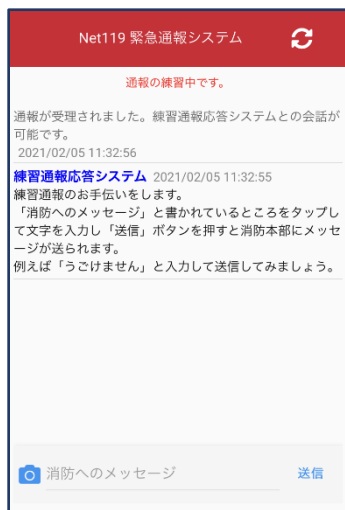 Net119 緊急通報システム
通報の練習中です。
通報が受理されました。練習通報応答システムとの会話が
可能です。
2021/02/05 11:32:56
練習通報応答システム 2021/02/05 11:32:55
練習通報のお手伝いをします。
「消防へのメッセージ」と書かれているところをタップし
て文字を入力し「送信」ボタンを押すと消防本部にメッセ
ージが送られます。
例えば「うごけません」と入力して送信してみましょう。
消防へのメッセージ 送信